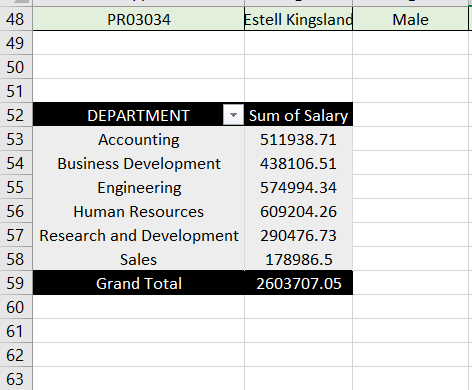 48 PR03034 Estell Kingsland Male
49
50
51
52 DEPARTMENT Sum of Salary
53 Accounting 511938.71
54 Business Development 438106.51
55 Engineering 574994.34
56 Human Resources 609204.26
57 Research and Development 290476.73
58 Sales 178986.5
59 Grand Total 2603707.05
60
61
62
63